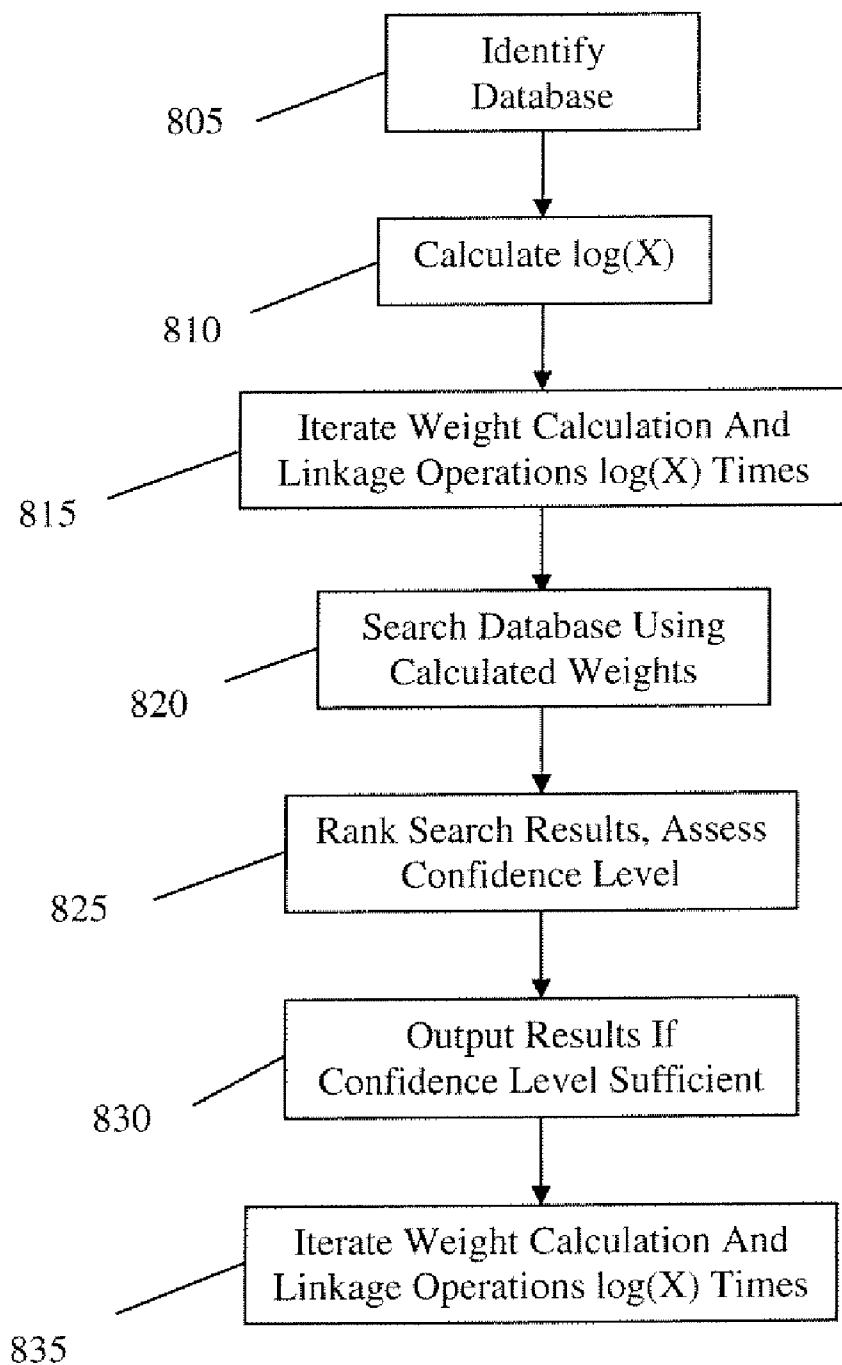 Identify
Database
805
Calculate log(X)
810
Iterate Weight Calculation And
Linkage Operations log(X) Times
815
Search Database Using
Calculated Weights
820
Rank Search Results, Assess
Confidence Level
825
Output Results If
Confidence Level Sufficient
830
Iterate Weight Calculation And
Linkage Operations log(X) Times
835